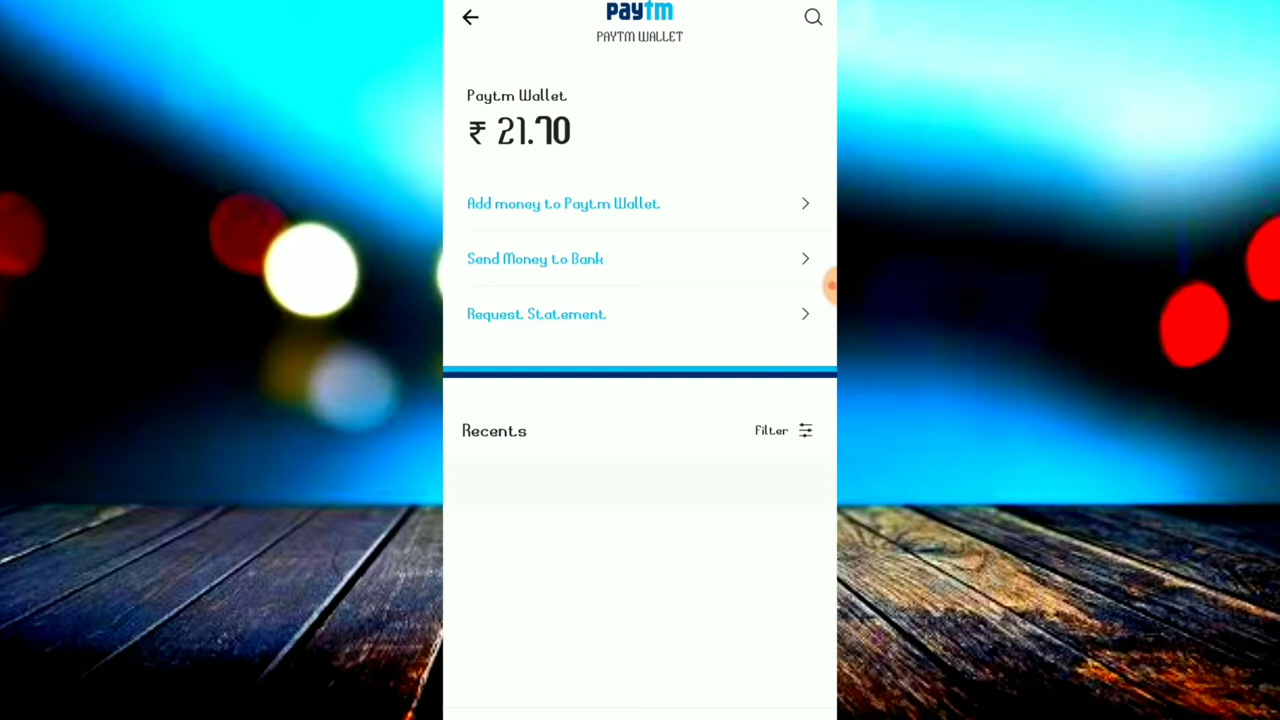 paytm
PAYTM WALLET
Paytm Wallet
₹ 21.70
Add money to Paytm Wallet
Send Money to Bank
Request Statement
Recents
Filter